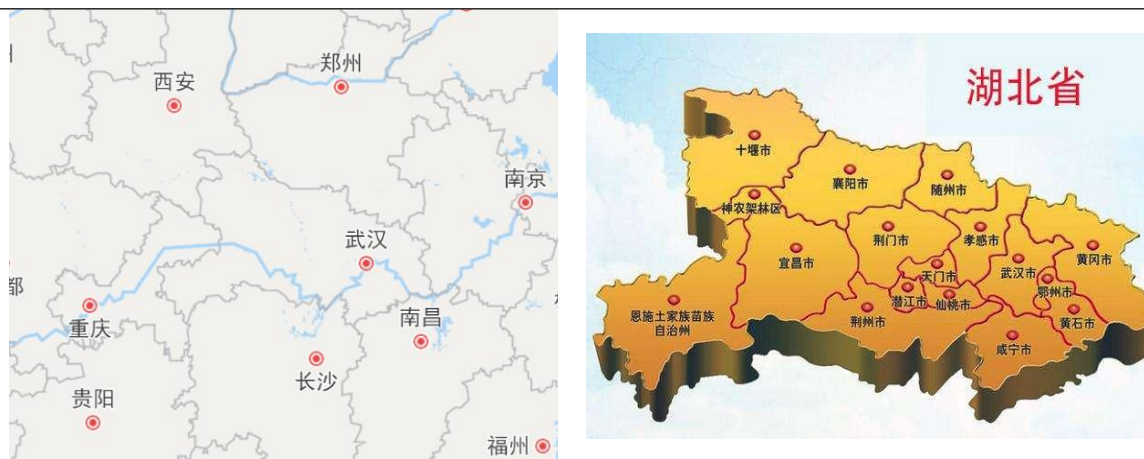 郑州
西安
南京
武汉
都
重庆
南昌
长沙
贵阳
福州
湖北省
十堰市
襄阳市
随州市
神农架林区
荆门市
孝感市
宜昌市
武汉市
黄冈市
天门市
鄂州市
潜江市
仙桃市
恩施土家族苗族
自治州
荆州市
黄石市
咸宁市